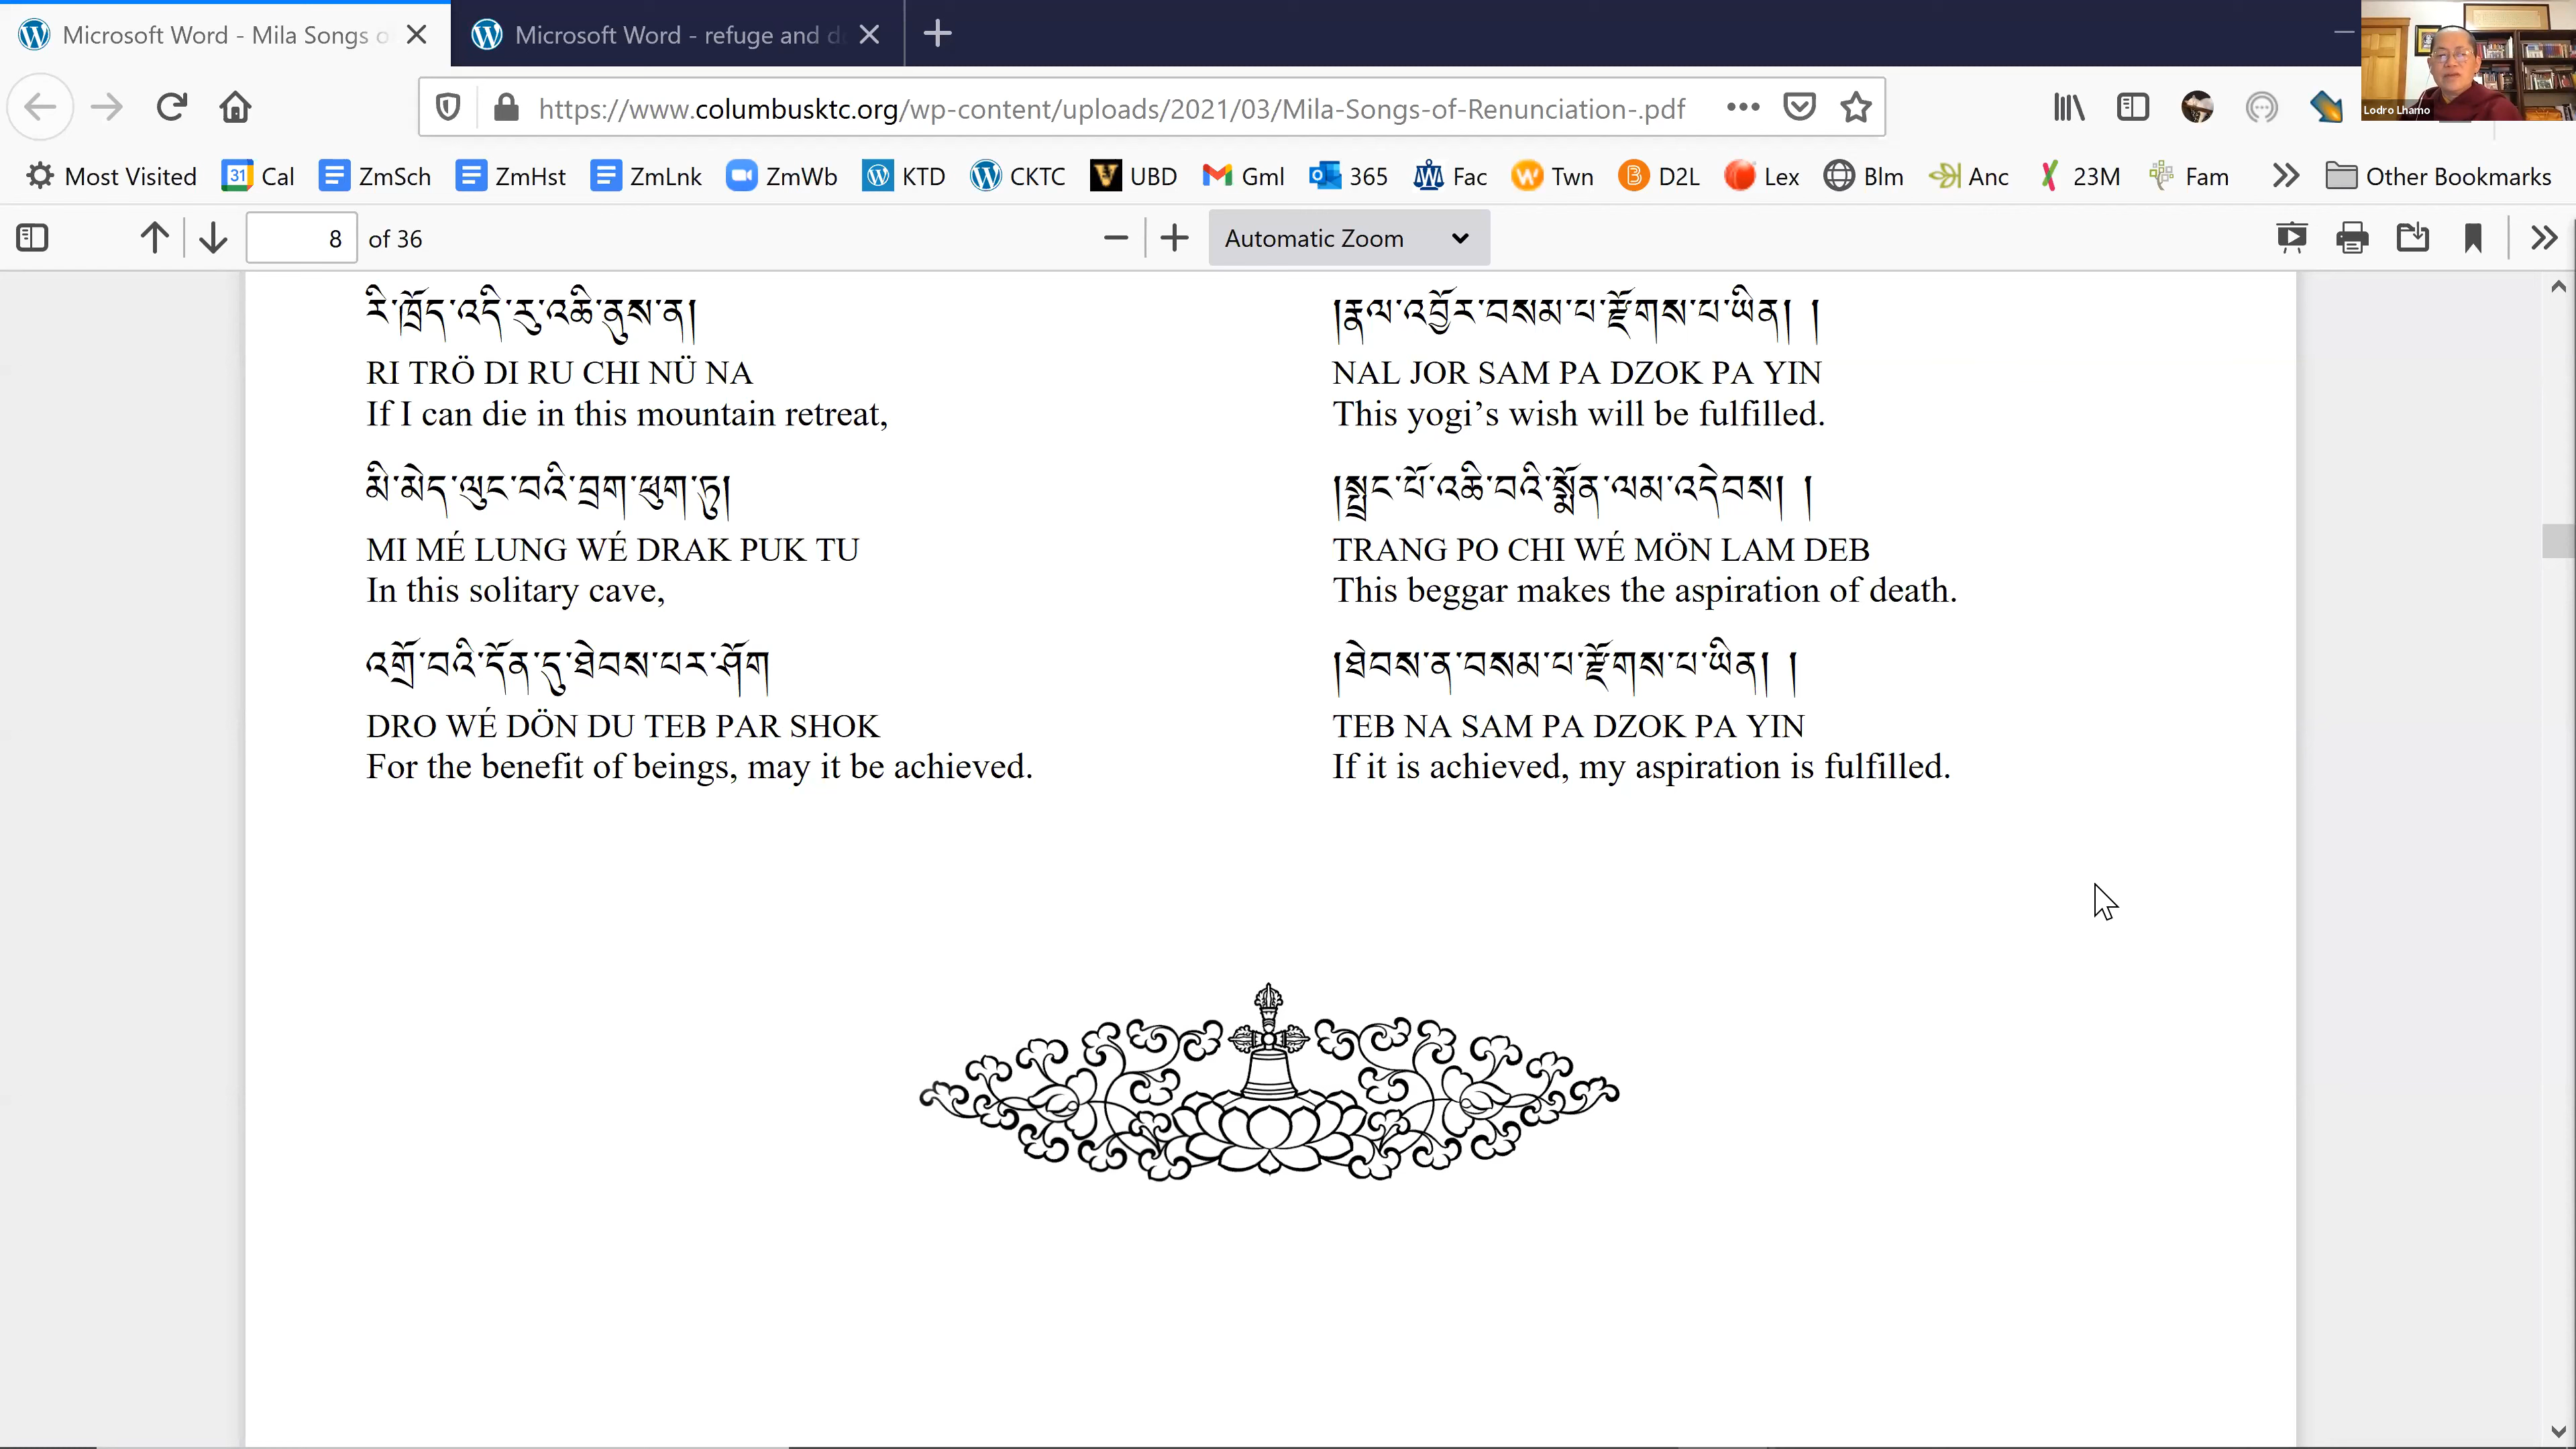 Microsoft Word - Mila Songs o
Microsoft Word - refuge and d
https://www.columbusktc.org/wp-content/uploads/2021/03/Mila-Songs-of-Renunciation-.pdf
Lodro Lhamo
Most Visited 31 Cal ZmSch ZmHst ZmLnk ZmWb KTD CKTC UBD Gml 365 Fac Twn D2L Lex Blm Anc 23M Fam Other Bookmarks
8 of 36 Automatic Zoom
རི་ཁྲོད་འདི་རུ་འཆི་ནུས་ན། །རྣལ་འབྱོར་བསམ་པ་རྫོགས་པ་ཡིན། །
RI TRÖ DI RU CHI NÜ NA NAL JOR SAM PA DZOK PA YIN
If I can die in this mountain retreat, This yogi’s wish will be fulfilled.
མི་མེད་ལུང་བའི་བྲག་ཕུག་ཏུ། །སྤྲང་པོ་འཆི་བའི་སྨོན་ལམ་འདེབས། །
MI MÉ LUNG WÉ DRAK PUK TU TRANG PO CHI WÉ MÖN LAM DEB
In this solitary cave, This beggar makes the aspiration of death.
འགྲོ་བའི་དོན་དུ་ཐེབས་པར་ཤོག །ཐེབས་ན་བསམ་པ་རྫོགས་པ་ཡིན། །
DRO WÉ DÖN DU TEB PAR SHOK TEB NA SAM PA DZOK PA YIN
For the benefit of beings, may it be achieved. If it is achieved, my aspiration is fulfilled.